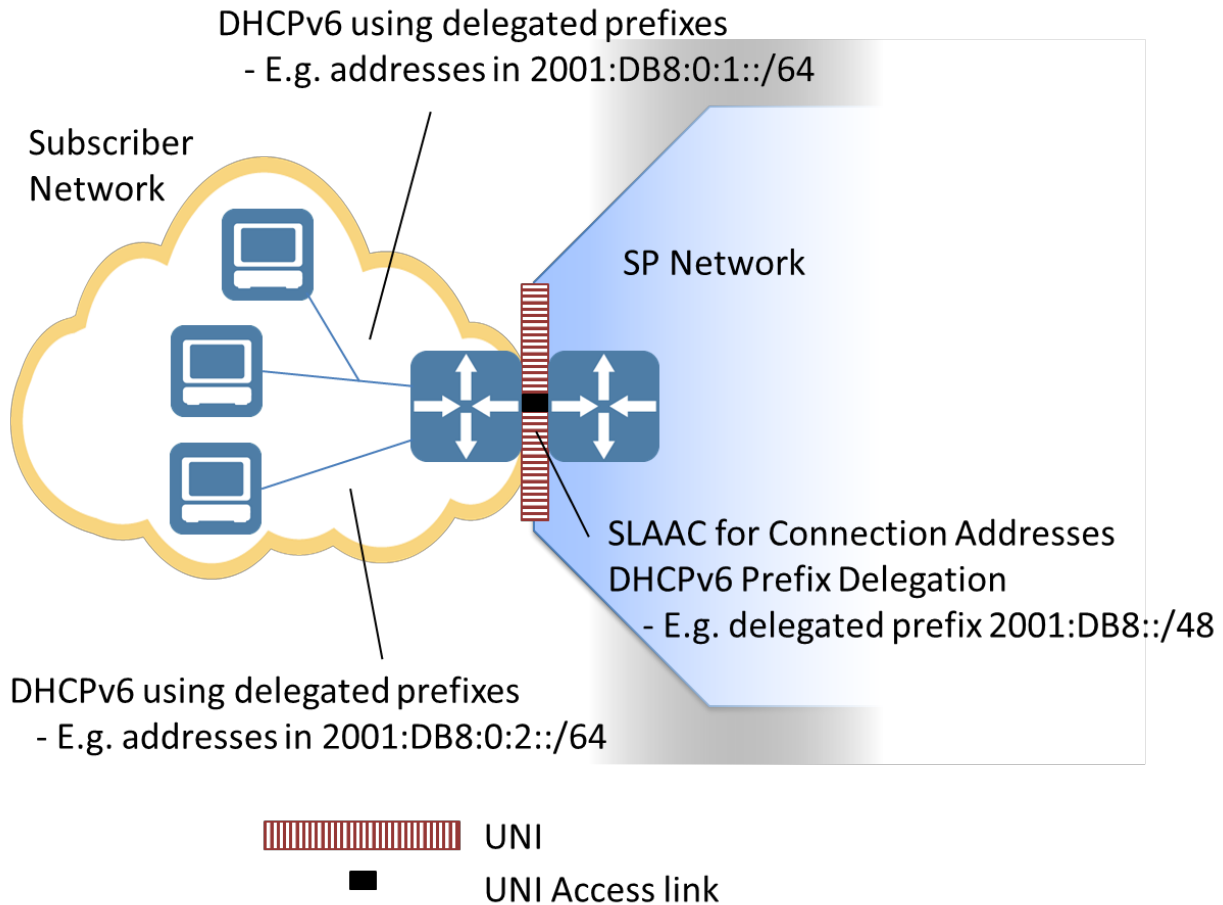 DHCPv6 using delegated prefixes
- E.g. addresses in 2001:DB8:0:1::/64
Subscriber
Network
SP Network
SLAAC for Connection Addresses
DHCPv6 Prefix Delegation
- E.g. delegated prefix 2001:DB8::/48
DHCPv6 using delegated prefixes
- E.g. addresses in 2001:DB8:0:2::/64
UNI
UNI Access link